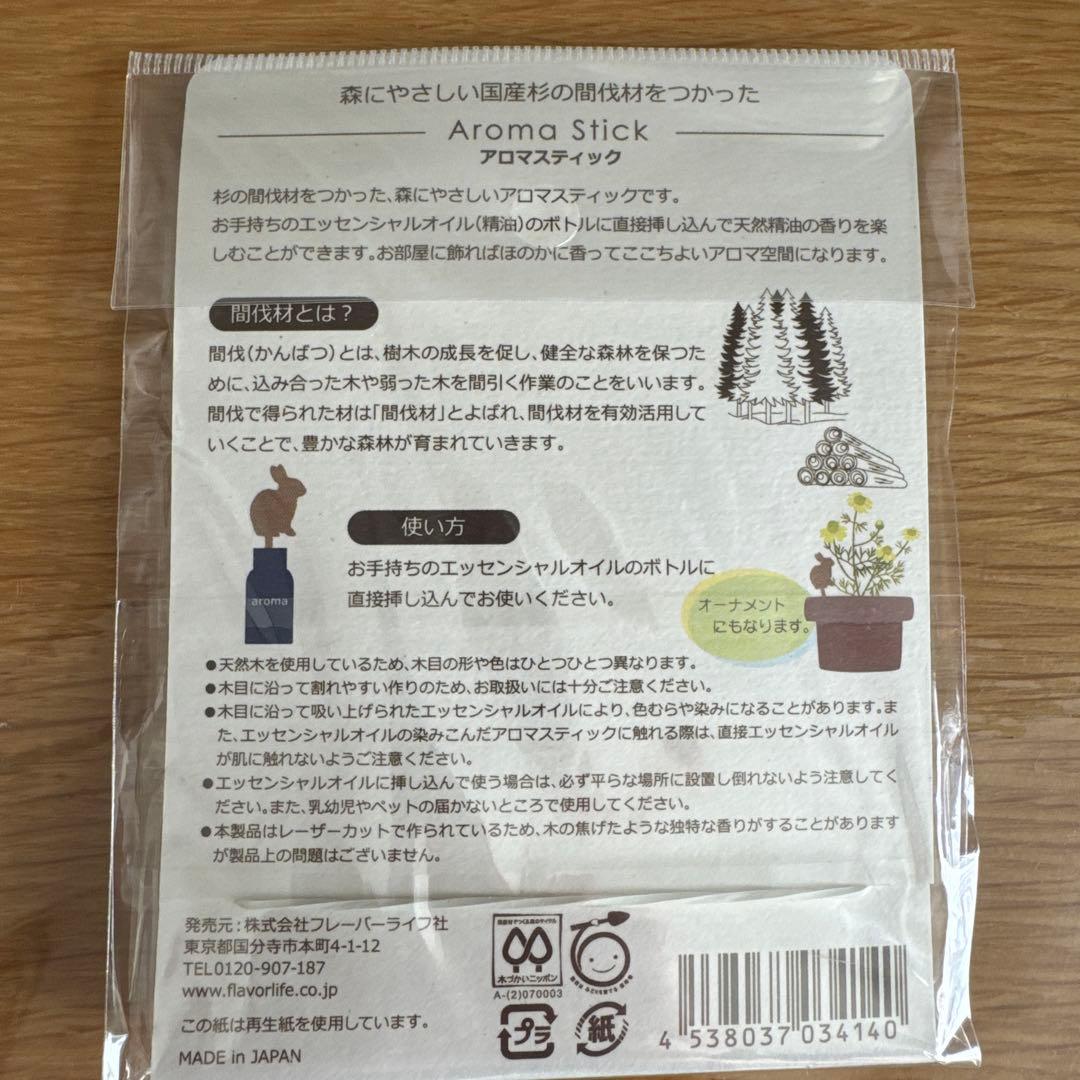 森にやさしい国産杉の間伐材をつかった
Aroma Stick
アロマスティック
杉の間伐材をつかった、森にやさしいアロマスティックです。
お手持ちのエッセンシャルオイル(精油)のボトルに直接挿し込んで天然精油の香りを楽
しむことができます。お部屋に飾ればほのかに香ってここちよいアロマ空間になります。
間伐材とは？
間伐(かんばつ)とは、樹木の成長を促し、健全な森林を保つた
めに、込み合った木や弱った木を間引く作業のことをいいます。
間伐で得られた材は「間伐材」とよばれ、間伐材を有効活用して
いくことで、豊かな森林が育まれていきます。
使い方
お手持ちのエッセンシャルオイルのボトルに
直接挿し込んでお使いください。
aroma
オーナメント
にもなります。
●天然木を使用しているため、木目の形や色はひとつひとつ異なります。
●木目に沿って割れやすい作りのため、お取扱いには十分ご注意ください。
●木目に沿って吸い上げられたエッセンシャルオイルにより、色むらや染みになることがあります。ま
た、エッセンシャルオイルの染みこんだアロマスティックに触れる際は、直接エッセンシャルオイル
が肌に触れないようご注意ください。
●エッセンシャルオイルに挿し込んで使う場合は、必ず平らな場所に設置し倒れないよう注意してく
ださい。また、乳幼児やペットの届かないところで使用してください。
●本製品はレーザーカットで作られているため、木の焦げたような独特な香りがすることがあります
が製品上の問題はございません。
発売元：株式会社フレーバーライフ社
東京都国分寺市本町4-1-12
TEL0120-907-187
www.flavorlife.co.jp
この紙は再生紙を使用しています。
MADE in JAPAN
木づかいニッポン
A-(2)070003
プラ
紙
4 538037 034140